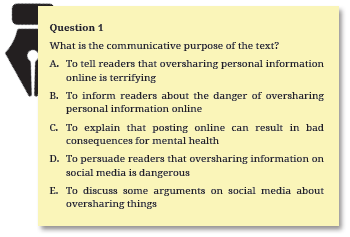 Question 1
What is the communicative purpose of the text?
A. To tell readers that oversharing personal information
online is terrifying
B. To inform readers about the danger of oversharing
personal information online
C. To explain that posting online can result in bad
consequences for mental health
D. To persuade readers that oversharing information on
social media is dangerous
E. To discuss some arguments on social media about
oversharing things